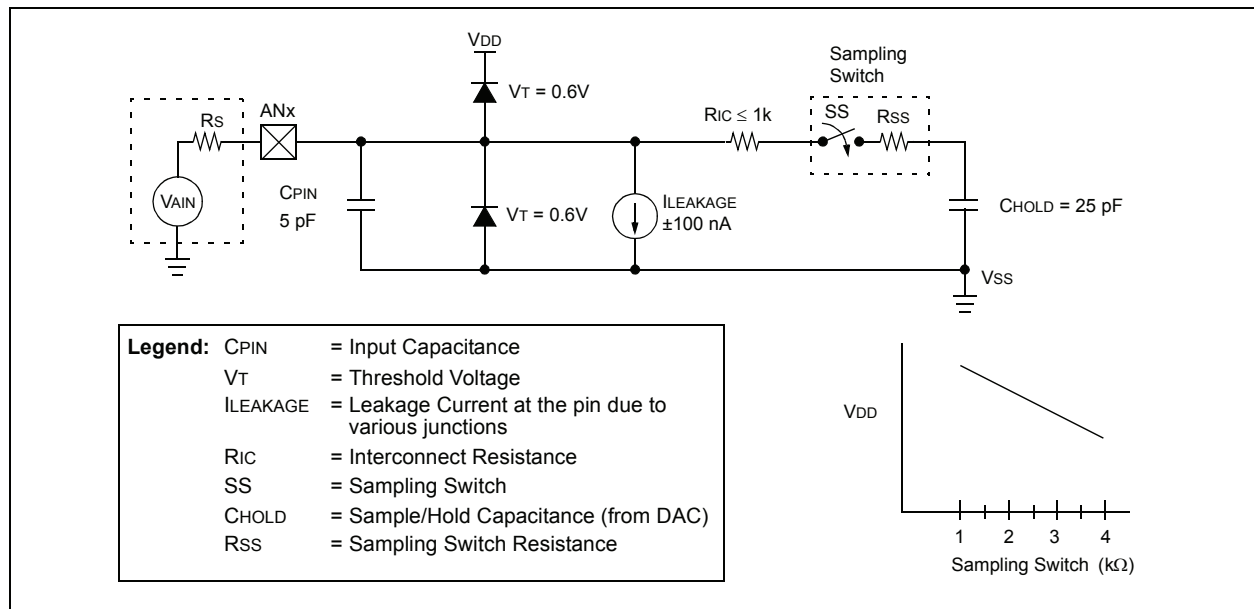 VDD
Sampling
Switch
VT = 0.6V
RIC ≤ 1k
SS
RSS
RS
ANx
VAIN
CPIN
5 pF
VT = 0.6V
ILEAKAGE
±100 nA
CHOLD = 25 pF
VSS
Legend: CPIN = Input Capacitance
VT = Threshold Voltage
ILEAKAGE = Leakage Current at the pin due to
various junctions
RIC = Interconnect Resistance
SS = Sampling Switch
CHOLD = Sample/Hold Capacitance (from DAC)
RSS = Sampling Switch Resistance
VDD
1 2 3 4
Sampling Switch (kΩ)